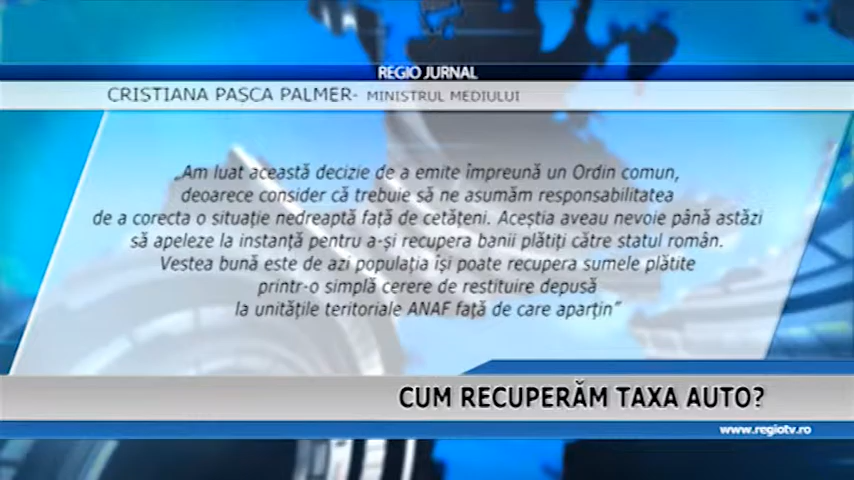 REGIO JURNAL
CRISTIANA PAȘCA PALMER- MINISTRUL MEDIULUI
„Am luat această decizie de a emite împreună un Ordin comun,
deoarece consider că trebuie să ne asumăm responsabilitatea
de a corecta o situație nedreaptă față de cetățeni. Aceștia aveau nevoie până astăzi
să apeleze la instanță pentru a-și recupera banii plătiți către statul român.
Vestea bună este de azi populația își poate recupera sumele plătite
printr-o simplă cerere de restituire depusă
la unitățile teritoriale ANAF față de care aparțin”
CUM RECUPERĂM TAXA AUTO?
www.regiotv.ro